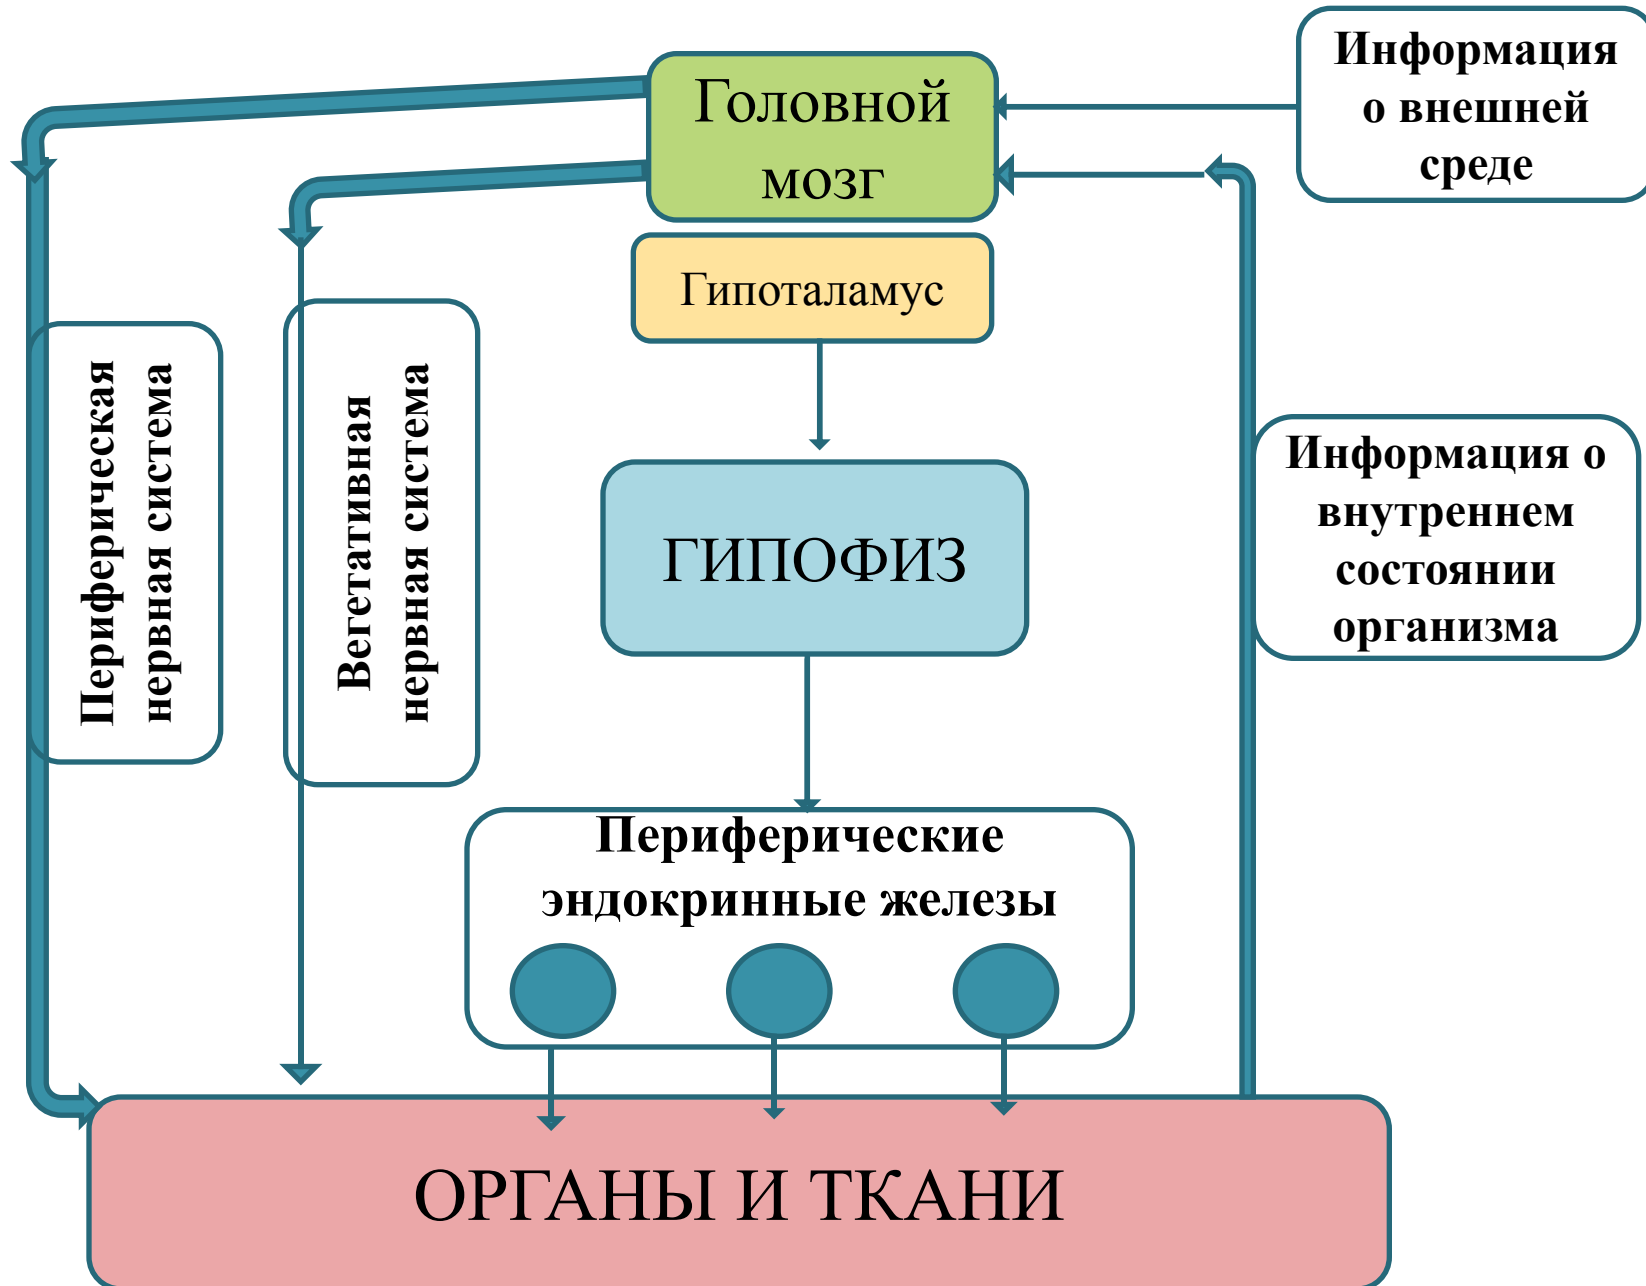 Головной
мозг
Информация
о внешней
среде
Гипоталамус
Периферическая
нервная система
Вегетативная
нервная система
ГИПОФИЗ
Информация о
внутреннем
состоянии
организма
Периферические
эндокринные железы
ОРГАНЫ И ТКАНИ